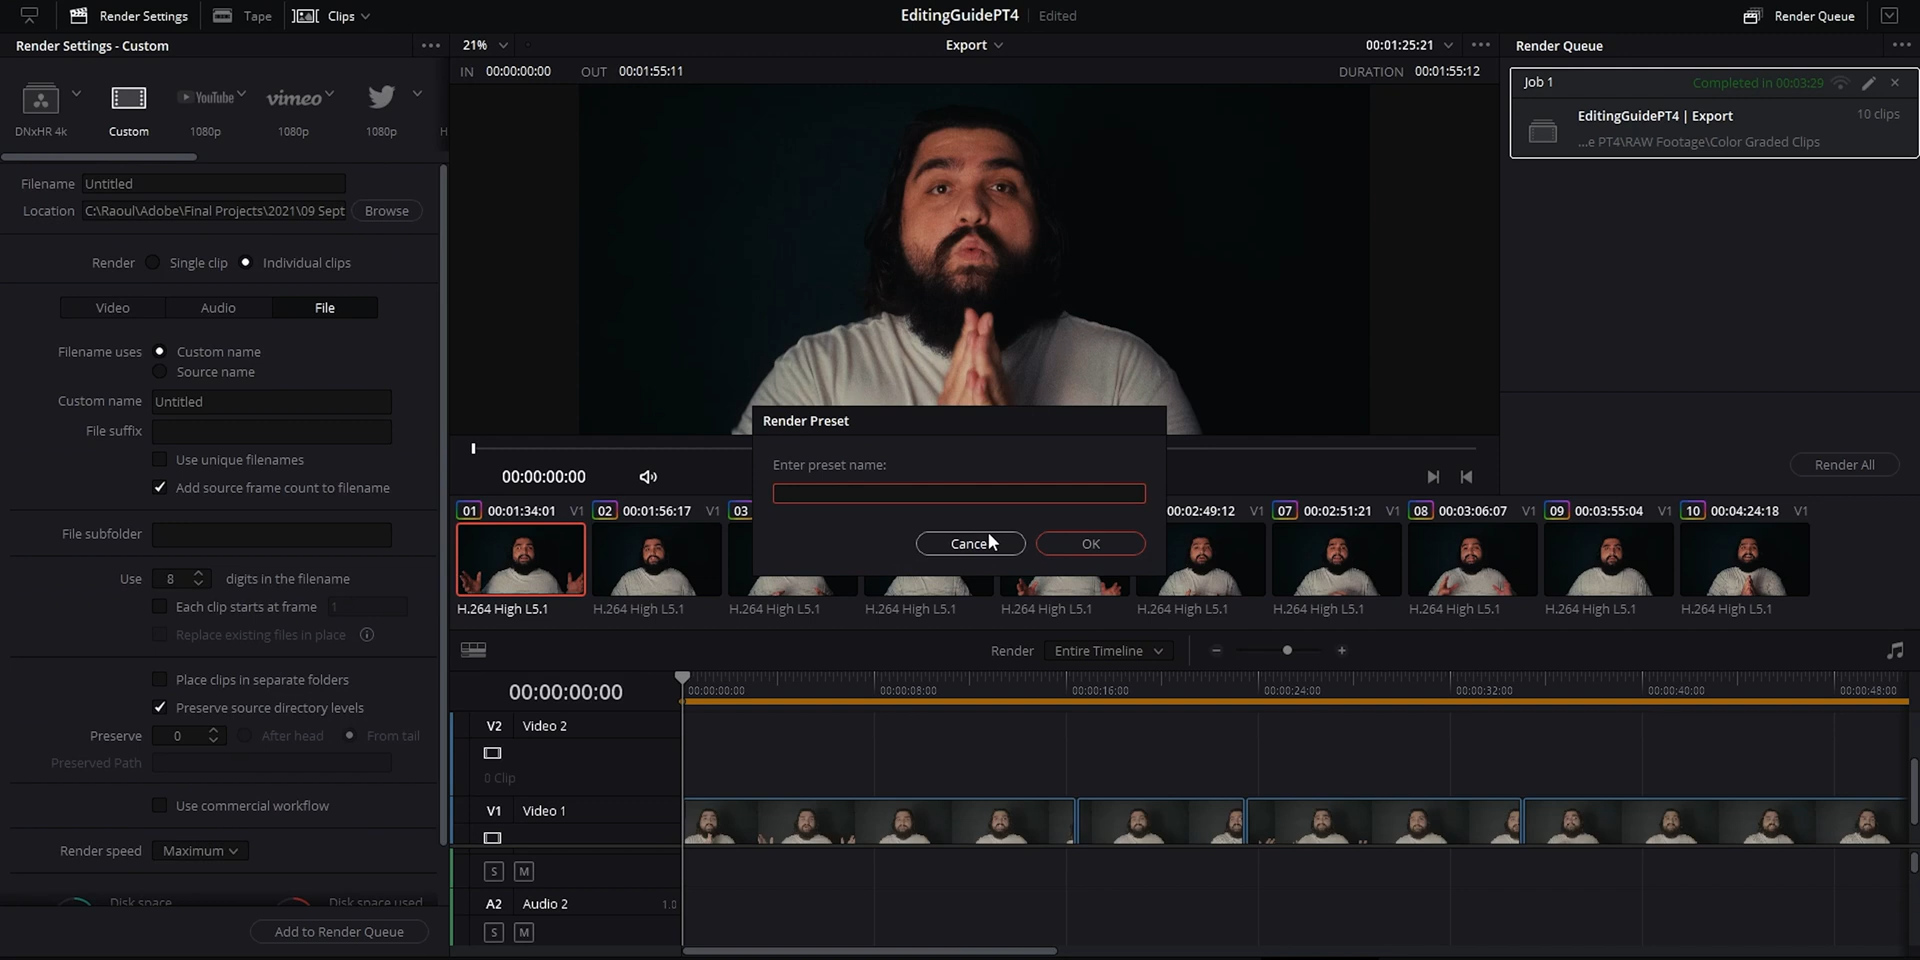 Render Settings
Tape
Clips
EditingGuidePT4
Edited
Render Queue
Render Settings - Custom
21%
Export
00:01:25:21
Render Queue
IN 00:00:00:00 OUT 00:01:55:11
DURATION 00:01:55:12
DNxHR 4k
Custom
YouTube
1080p
vimeo
1080p
1080p
H
Job 1
Completed in 00:03:29
EditingGuidePT4 | Export
10 clips
...e PT4\RAW Footage\Color Graded Clips
Filename Untitled
Location C:\Raoul\Adobe\Final Projects\2021\09 Sept Browse
Render Single clip Individual clips
Video Audio File
Filename uses Custom name
Source name
Custom name Untitled
File suffix
Use unique filenames
Add source frame count to filename
File subfolder
Use 8 digits in the filename
Each clip starts at frame 1
Replace existing files in place
Place clips in separate folders
Preserve source directory levels
Preserve 0 After head From tail
Preserved Path
Use commercial workflow
Render speed Maximum
Disk space Disk space used
Add to Render Queue
Render Preset
Enter preset name:
Cancel OK
00:00:00:00
Render All
01 00:01:34:01 V1
02 00:01:56:17 V1
03
00:02:49:12 V1
07 00:02:51:21 V1
08 00:03:06:07 V1
09 00:03:55:04 V1
10 00:04:24:18 V1
H.264 High L5.1
H.264 High L5.1
H.264 High L5.1
H.264 High L5.1
H.264 High L5.1
H.264 High L5.1
H.264 High L5.1
H.264 High L5.1
H.264 High L5.1
H.264 High L5.1
Render Entire Timeline
00:00:00:00
00:00:00:00
00:00:08:00
00:00:16:00
00:00:24:00
00:00:32:00
00:00:40:00
00:00:48:00
V2 Video 2
0 Clip
V1 Video 1
S M
A2 Audio 2 1.0
S M